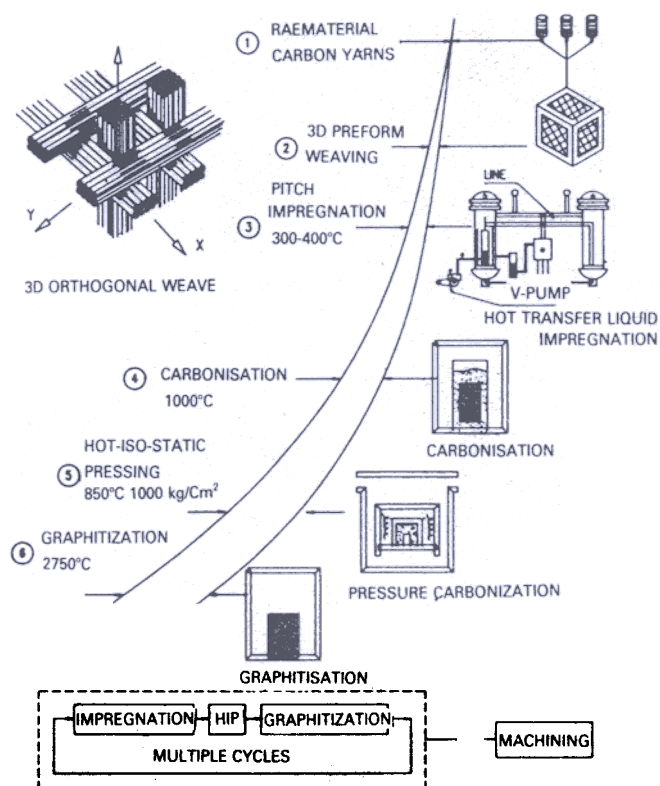 ① RAEMATERIAL
CARBON YARNS
② 3D PREFORM
WEAVING
PITCH
IMPREGNATION
③ 300-400°C
LINE
Y
X
3D ORTHOGONAL WEAVE
V-PUMP
HOT TRANSFER LIQUID
IMPREGNATION
④ CARBONISATION
1000°C
CARBONISATION
HOT-ISO-STATIC
⑤ PRESSING
850°C 1000 kg/Cm²
⑥ GRAPHITIZATION
2750°C
PRESSURE CARBONIZATION
GRAPHITISATION
IMPREGNATION HIP GRAPHITIZATION
MULTIPLE CYCLES
MACHINING